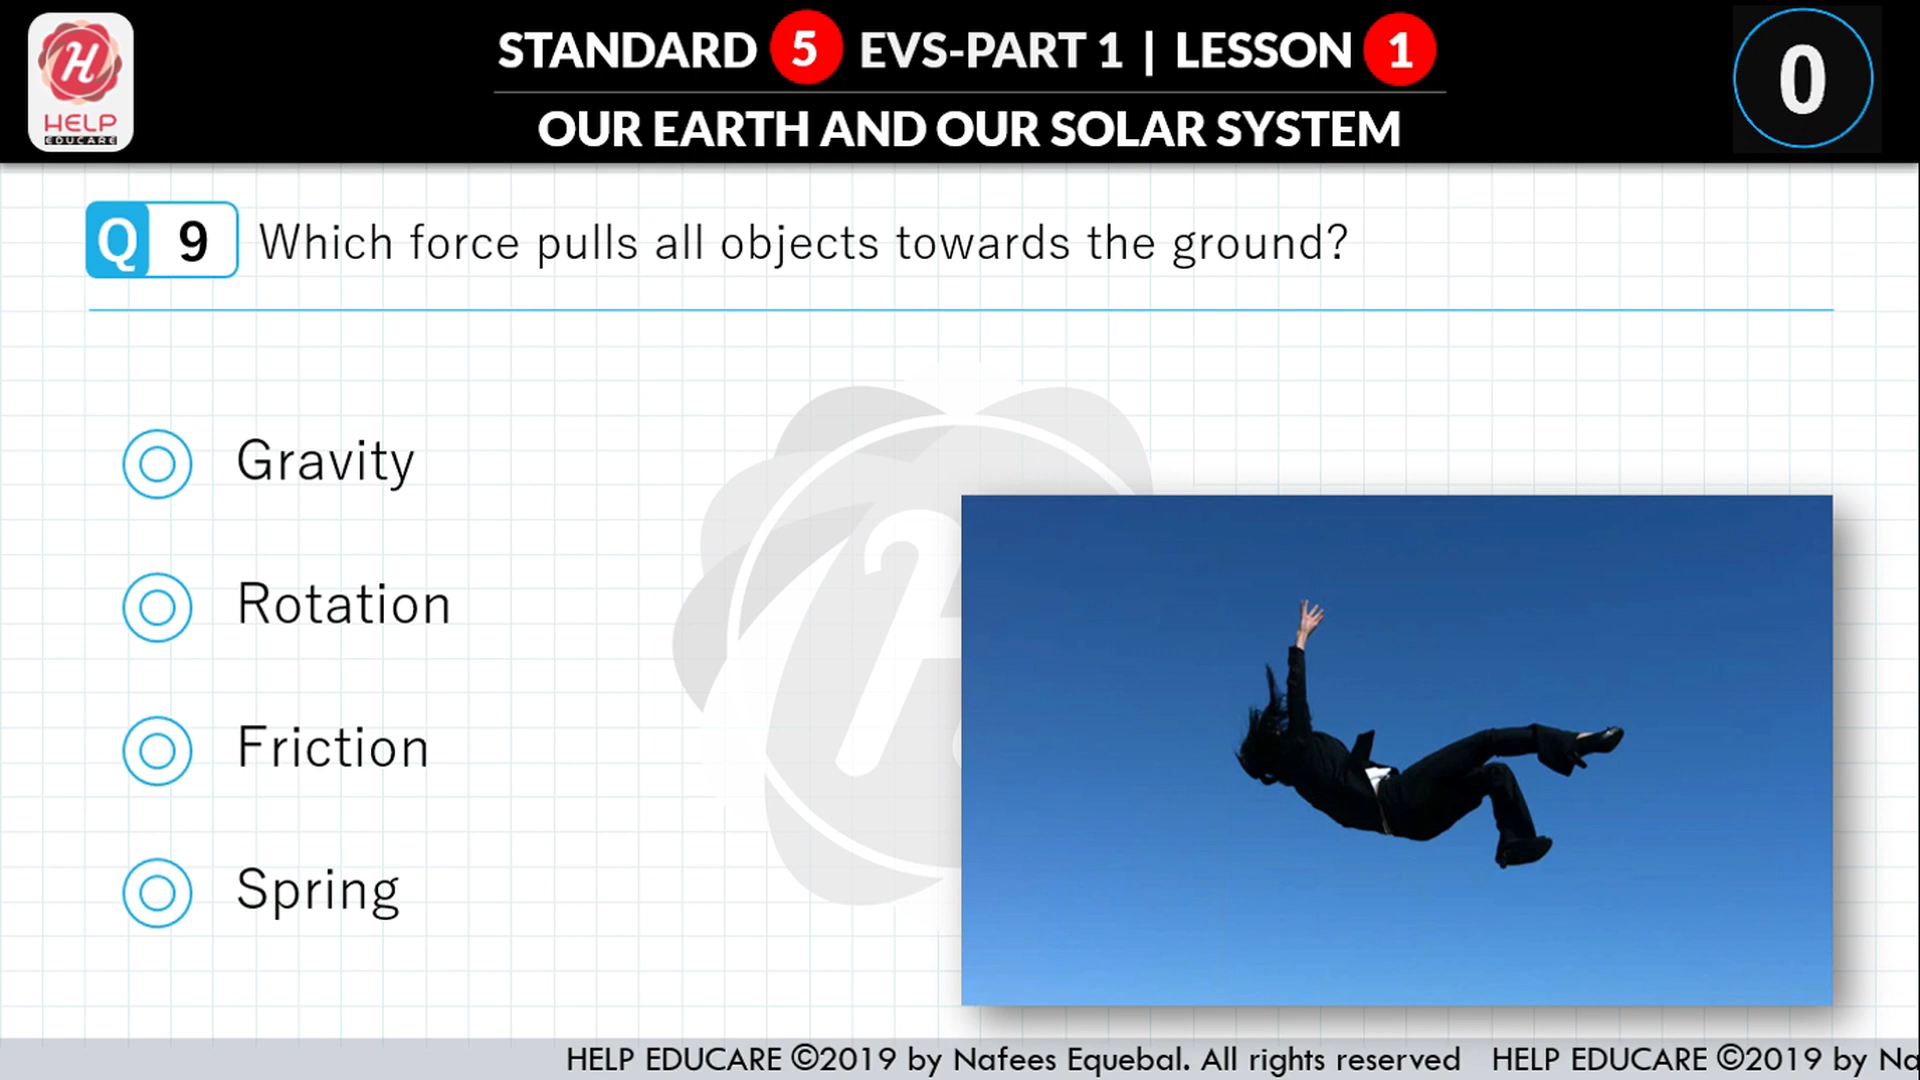 H
HELP
EDUCARE
STANDARD 5 EVS-PART 1 | LESSON 1
OUR EARTH AND OUR SOLAR SYSTEM
0
Q 9 Which force pulls all objects towards the ground?
Gravity
Rotation
Friction
Spring
HELP EDUCARE ©2019 by Nafees Equebal. All rights reserved HELP EDUCARE ©2019 by Na